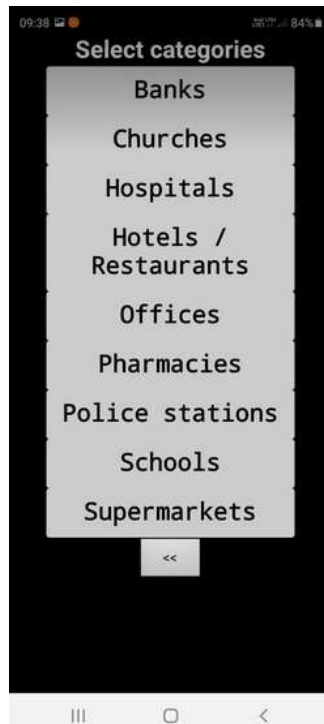 09:38 84%
Select categories
Banks
Churches
Hospitals
Hotels /
Restaurants
Offices
Pharmacies
Police stations
Schools
Supermarkets
<<